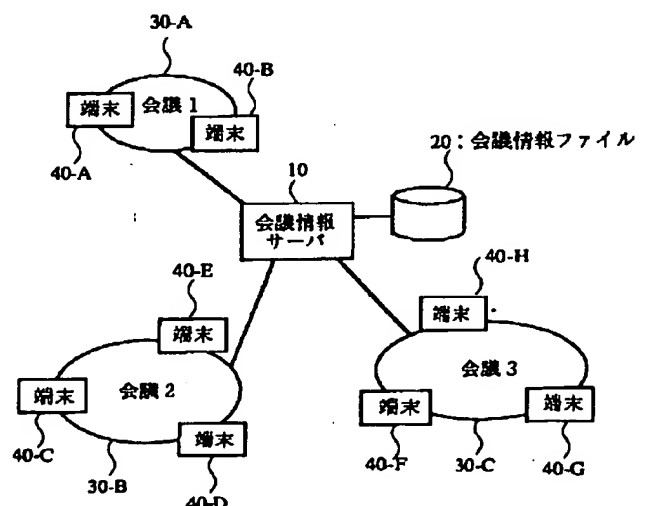 30-A
40-B
端末
会議1
端末
40-A
20:会議情報ファイル
10
会議情報
サーバ
40-E
40-H
端末
端末
会議2
会議3
端末
端末
端末
端末
40-C
30-B
40-D
40-F
30-C
40-G